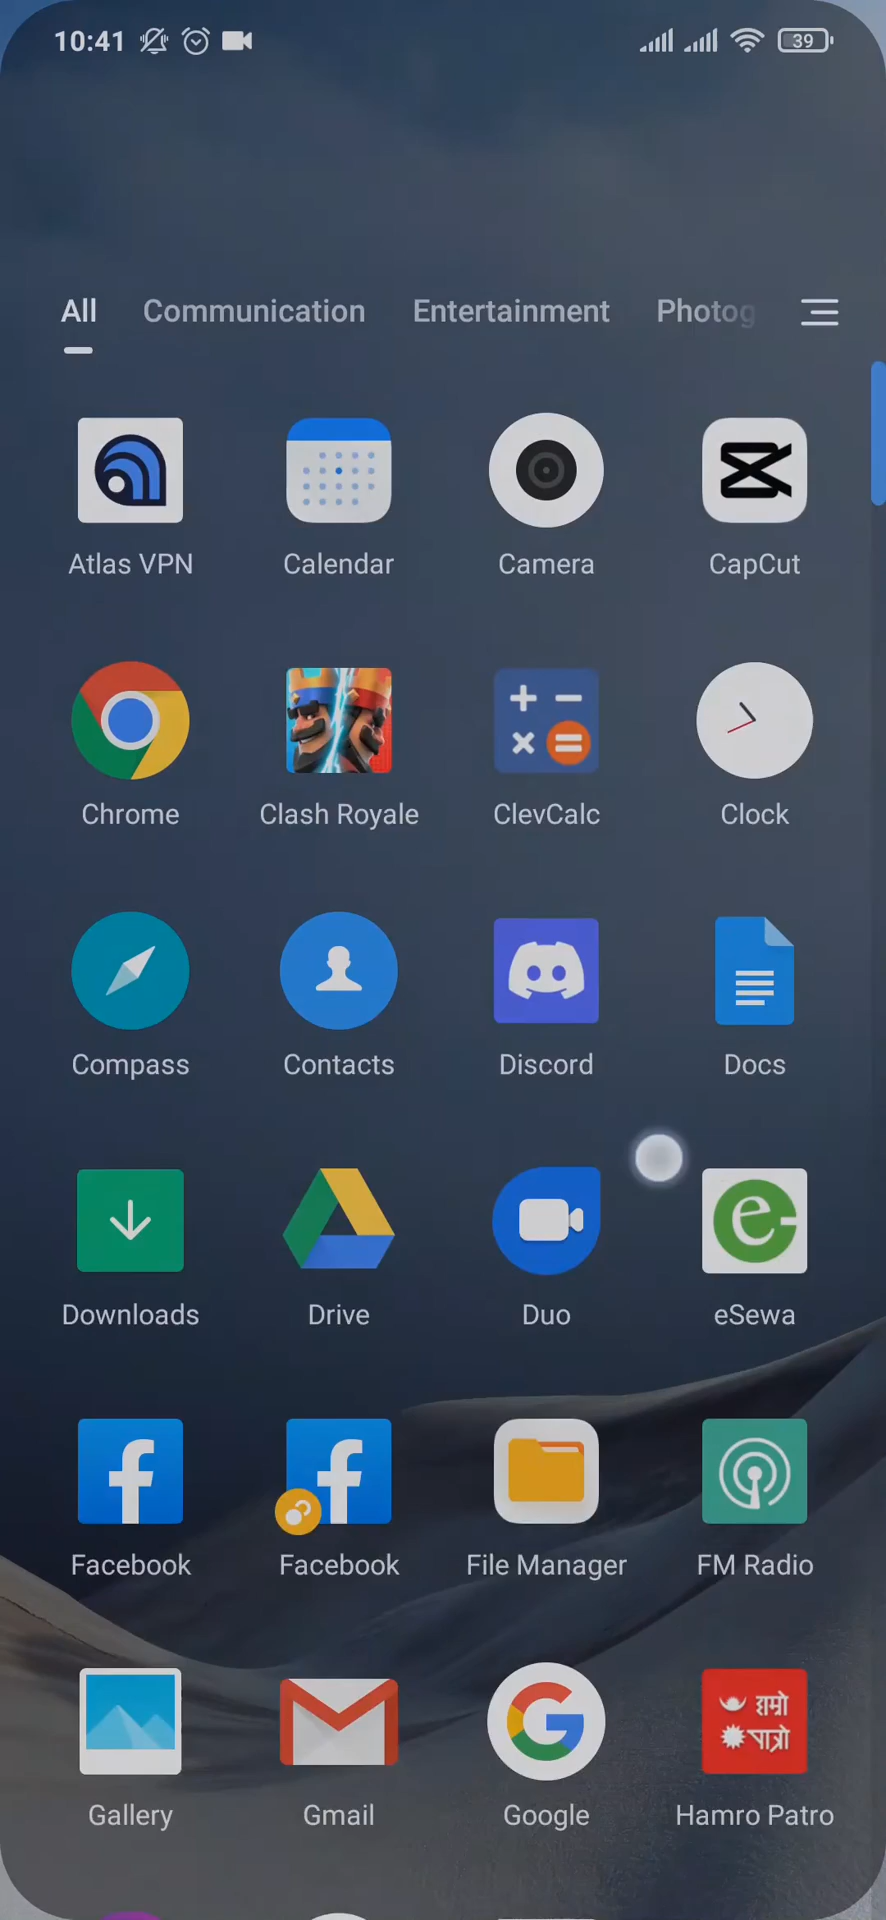 10:41
39
All Communication Entertainment Photog
Atlas VPN Calendar Camera CapCut
Chrome Clash Royale ClevCalc Clock
Compass Contacts Discord Docs
Downloads Drive Duo eSewa
Facebook Facebook File Manager FM Radio
हाम्रो
पात्रो
Gallery Gmail Google Hamro Patro